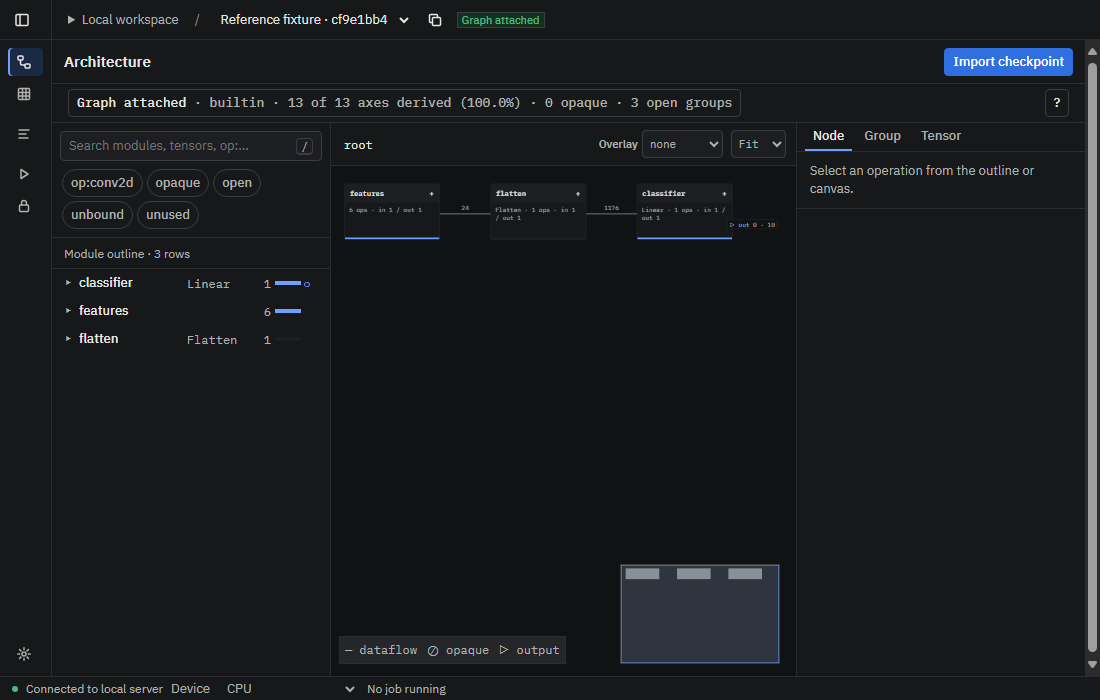 Local workspace / Reference fixture · cf9e1bb4 Graph attached
Architecture
Import checkpoint
Graph attached · builtin · 13 of 13 axes derived (100.0%) · 0 opaque · 3 open groups
?
Search modules, tensors, op:... /
op:conv2d opaque open
unbound unused
Module outline · 3 rows
classifier Linear 1
features 6
flatten Flatten 1
root
Overlay none Fit
features +
6 ops · in 1 / out 1
24
flatten +
Flatten · 1 ops · in 1
/ out 1
1176
classifier +
Linear · 1 ops · in 1 /
out 1
out 0 · 10
— dataflow opaque output
Node Group Tensor
Select an operation from the outline or
canvas.
Connected to local server Device CPU No job running